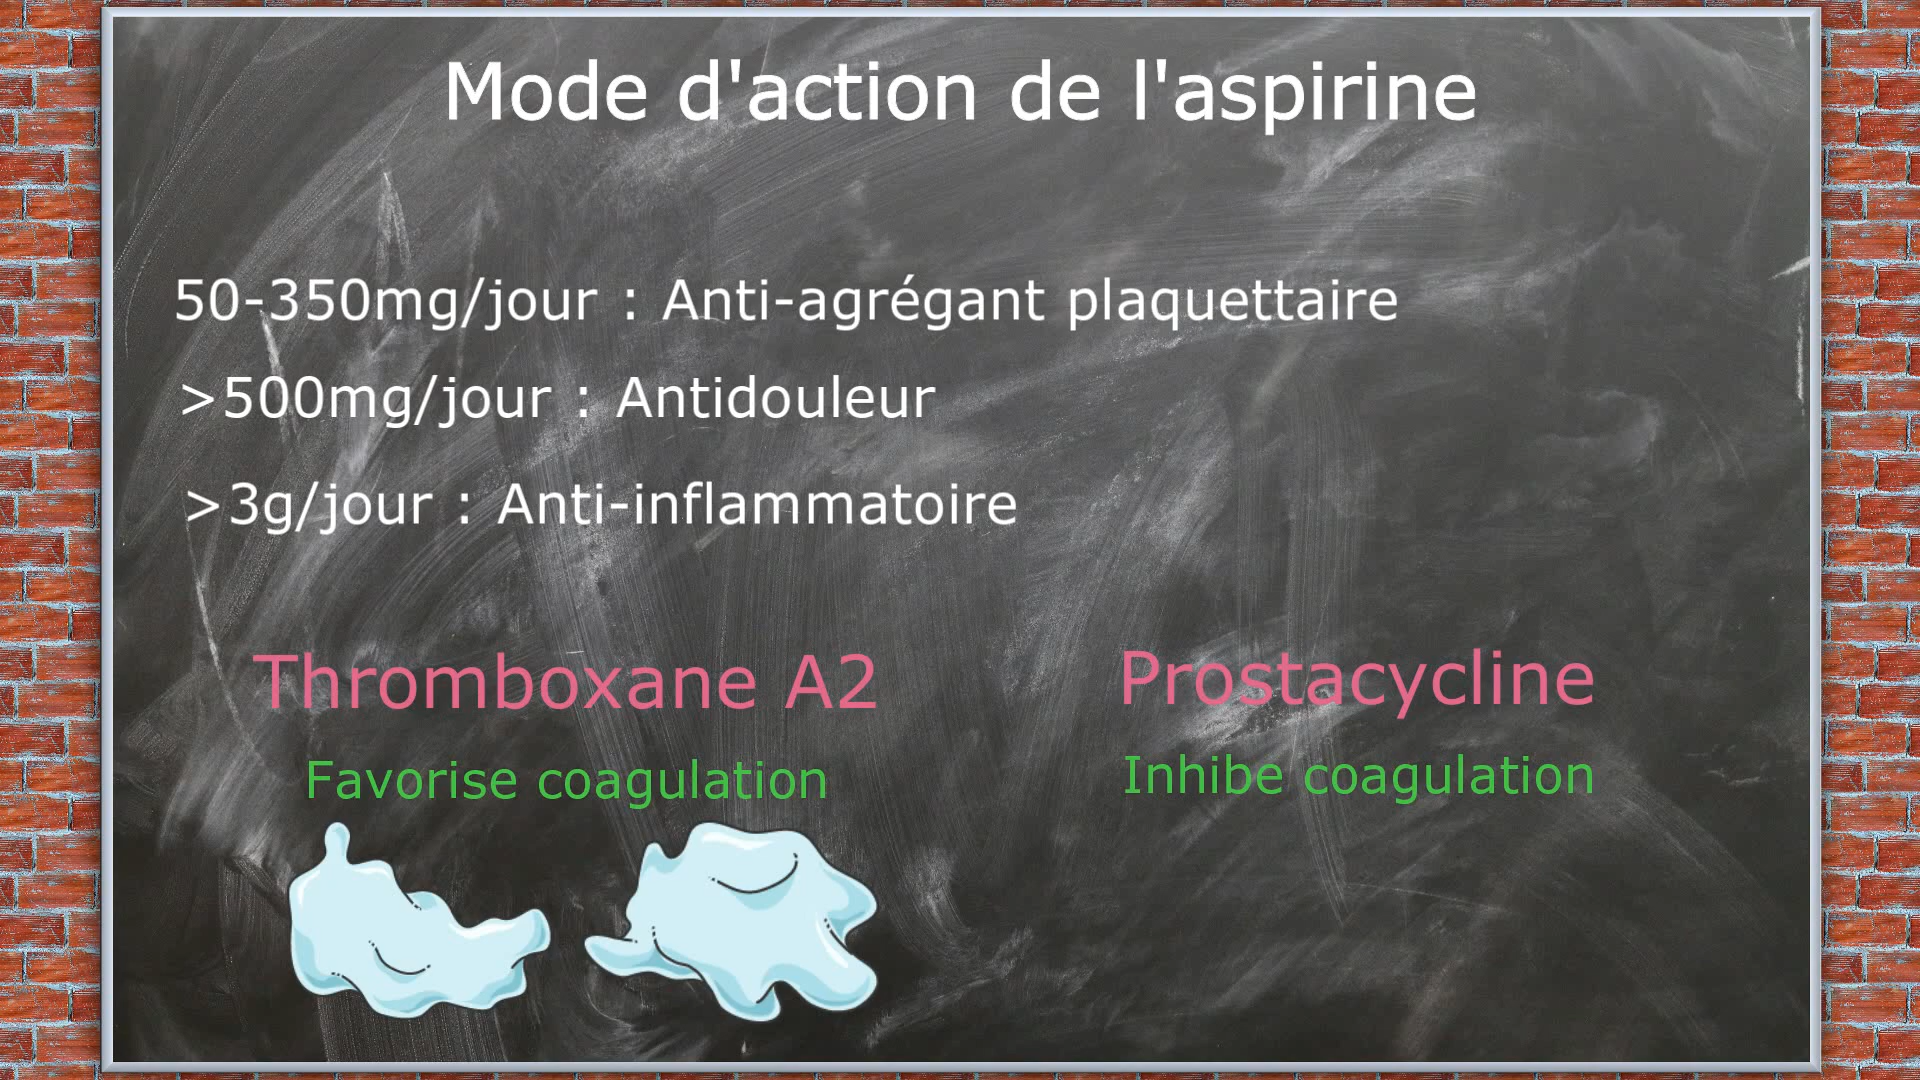 Mode d'action de l'aspirine
50-350mg/jour : Anti-agrégant plaquettaire
>500mg/jour : Antidouleur
>3g/jour : Anti-inflammatoire
Thromboxane A2
Favorise coagulation
Prostacycline
Inhibe coagulation